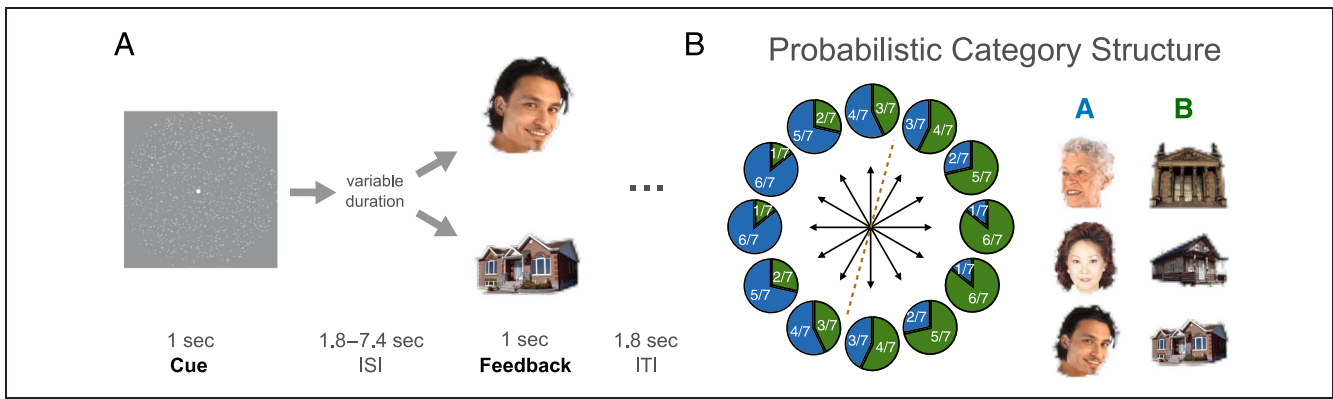 A
variable
duration
...
1 sec
Cue
1.8–7.4 sec
ISI
1 sec
Feedback
1.8 sec
ITI
B
Probabilistic Category Structure
4/7 3/7
3/7 4/7
2/7 5/7
1/7 6/7
1/7 6/7
2/7 5/7
3/7 4/7
4/7 3/7
5/7 2/7
6/7 1/7
6/7 1/7
5/7 2/7
A B